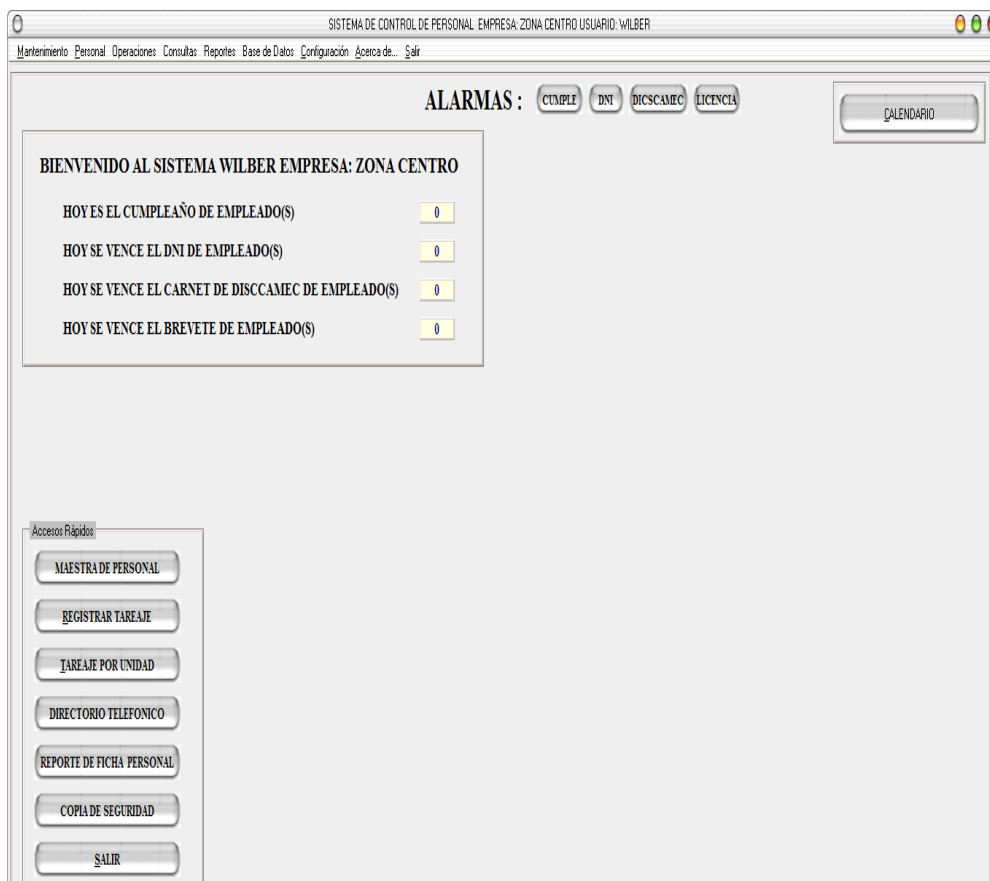 SISTEMA DE CONTROL DE PERSONAL EMPRESA: ZONA CENTRO USUARIO: WILBER
Mantenimiento Personal Operaciones Consultas Reportes Base de Datos Configuración Acerca de... Salir
ALARMAS : CUMPLE DNI DICSCAMEC LICENCIA
CALENDARIO
BIENVENIDO AL SISTEMA WILBER EMPRESA: ZONA CENTRO
HOY ES EL CUMPLEAÑO DE EMPLEADO(S) 0
HOY SE VENCE EL DNI DE EMPLEADO(S) 0
HOY SE VENCE EL CARNET DE DISCCAMEC DE EMPLEADO(S) 0
HOY SE VENCE EL BREVETE DE EMPLEADO(S) 0
Accesos Rápidos
MAESTRA DE PERSONAL
REGISTRAR TAREAJE
TAREAJE POR UNIDAD
DIRECTORIO TELEFONICO
REPORTE DE FICHA PERSONAL
COPIA DE SEGURIDAD
SALIR